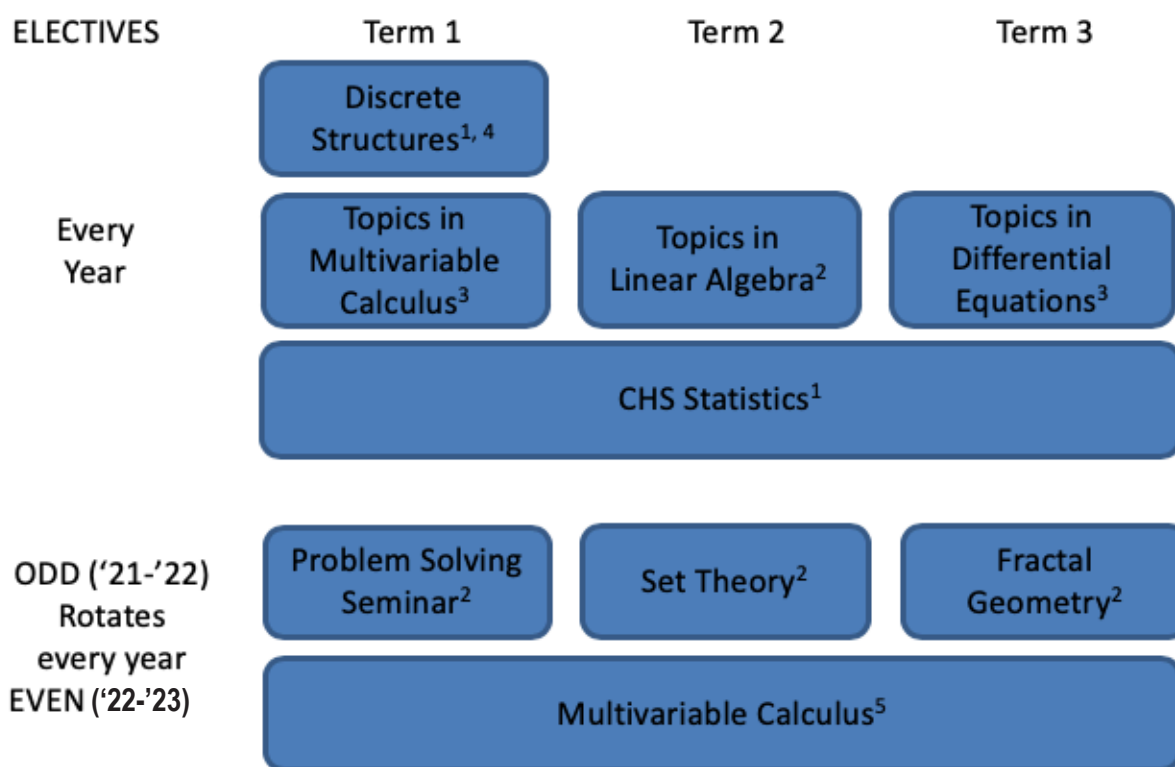 ELECTIVES Term 1 Term 2 Term 3
Discrete
Structures1, 4
Every
Year
Topics in
Multivariable
Calculus3
Topics in
Linear Algebra2
Topics in
Differential
Equations3
CHS Statistics1
ODD (‘21-’22)
Rotates
every year
EVEN (‘22-’23)
Problem Solving
Seminar2
Set Theory2
Fractal
Geometry2
Multivariable Calculus5